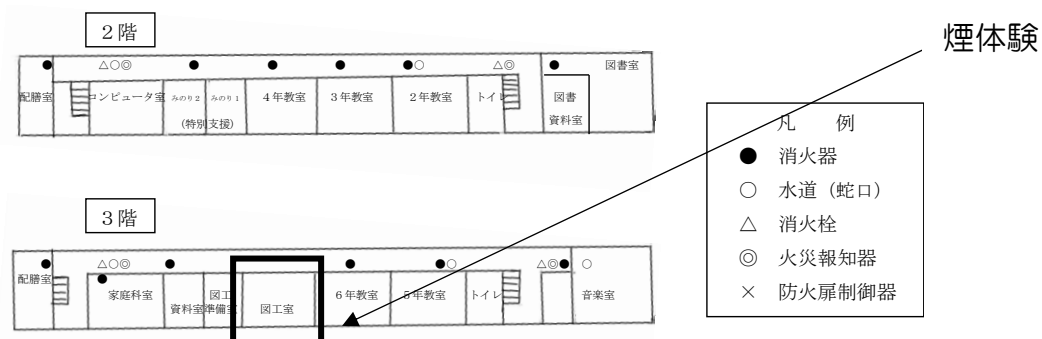 煙体験
２階
● △○◎ ● ● ● ●○ △◎ ● 図書室
配膳室 コンピュータ室 みのり２ みのり１ ４年教室 ３年教室 ２年教室 トイレ 図書
(特別支援) 資料室
凡　例
● 消火器
○ 水道（蛇口）
△ 消火栓
◎ 火災報知器
× 防火扉制御器
３階
● △○◎ ● ● ●○ △◎● ○
配膳室 ● 家庭科室 図工 ６年教室 ５年教室 トイレ 音楽室
資料室 準備室 図工室